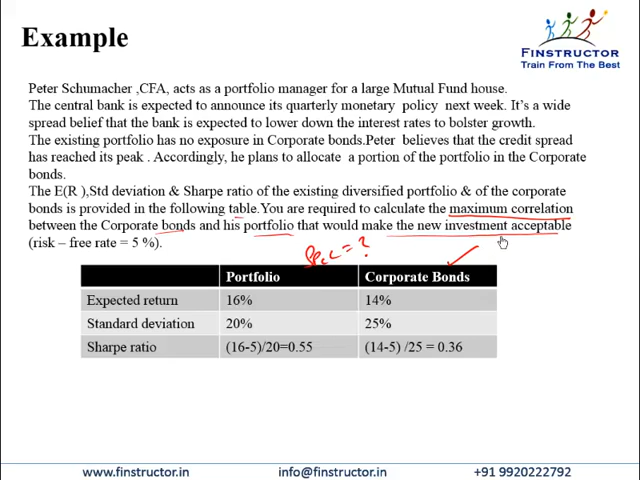 Example
Finstructor
Train From The Best
Peter Schumacher ,CFA, acts as a portfolio manager for a large Mutual Fund house.
The central bank is expected to announce its quarterly monetary policy next week. It's a wide
spread belief that the bank is expected to lower down the interest rates to bolster growth.
The existing portfolio has no exposure in Corporate bonds.Peter believes that the credit spread
has reached its peak . Accordingly, he plans to allocate a portion of the portfolio in the Corporate
bonds.
The E(R ),Std deviation & Sharpe ratio of the existing diversified portfolio & of the corporate
bonds is provided in the following table.You are required to calculate the maximum correlation
between the Corporate bonds and his portfolio that would make the new investment acceptable
(risk – free rate = 5 %).
= ?
Portfolio Corporate Bonds
Expected return 16% 14%
Standard deviation 20% 25%
Sharpe ratio (16-5)/20=0.55 (14-5) /25 = 0.36
www.finstructor.in info@finstructor.in +91 9920222792